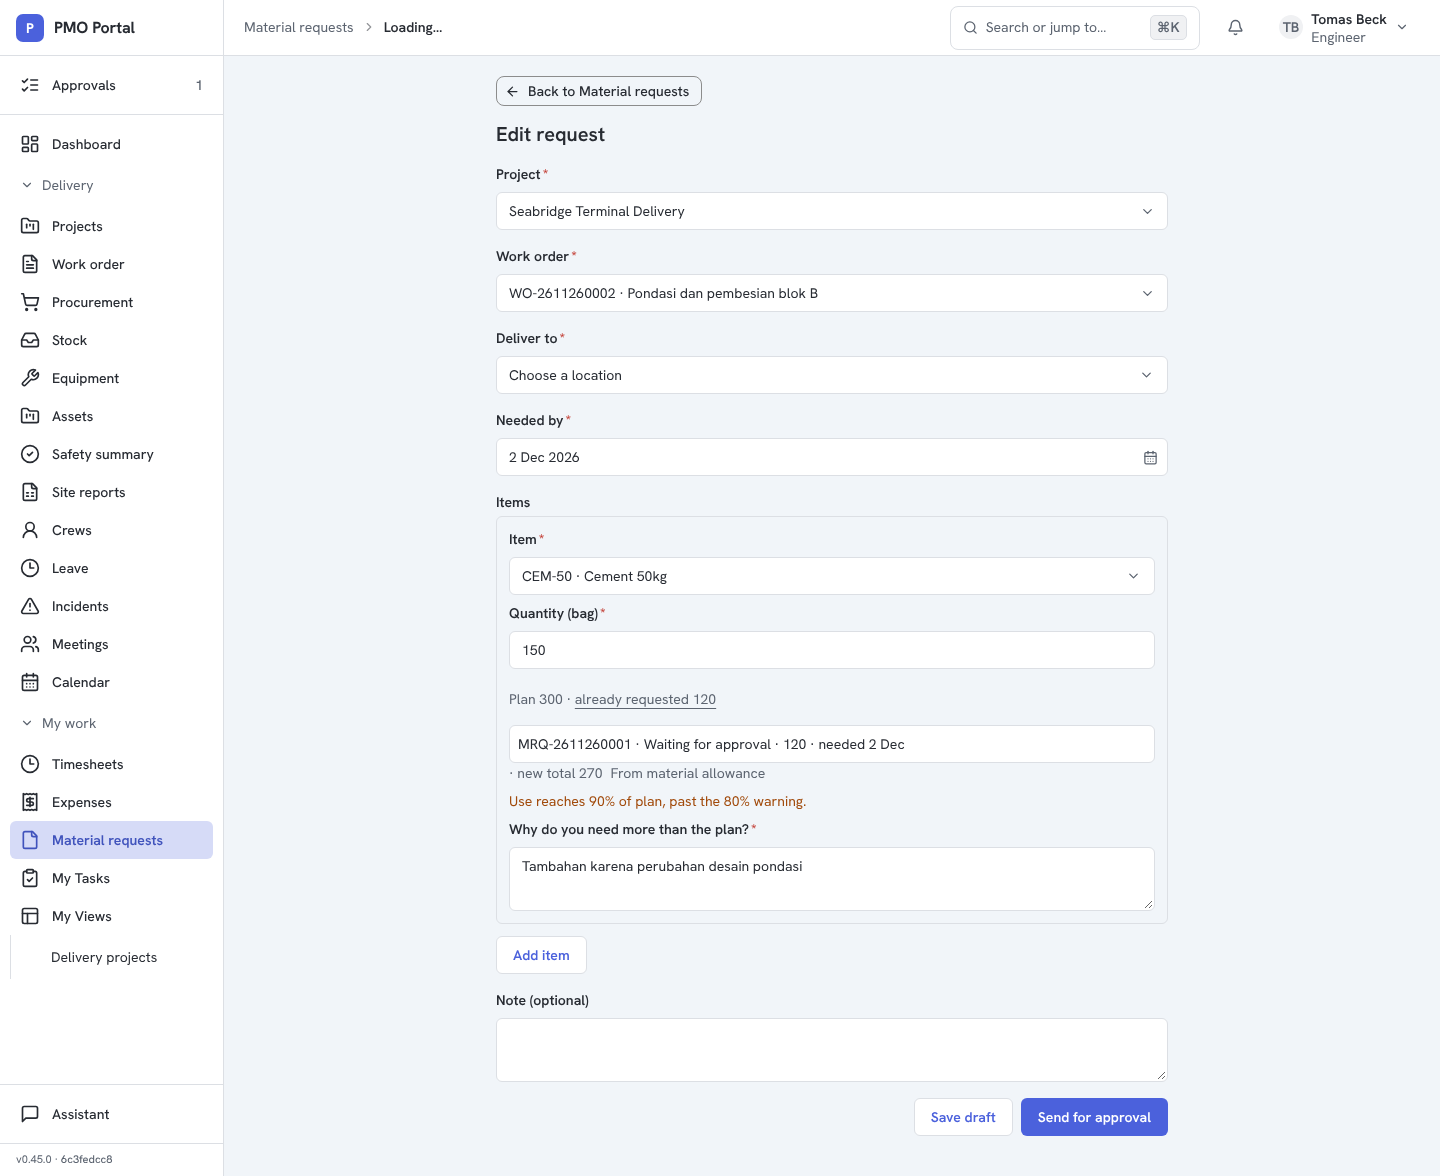 P PMO Portal
Material requests > Loading...
Search or jump to... ⌘K
TB Tomas Beck
Engineer
Approvals 1
Dashboard
Delivery
Projects
Work order
Procurement
Stock
Equipment
Assets
Safety summary
Site reports
Crews
Leave
Incidents
Meetings
Calendar
My work
Timesheets
Expenses
Material requests
My Tasks
My Views
Delivery projects
Assistant
v0.45.0 · 6c3fedcc8
Back to Material requests
Edit request
Project *
Seabridge Terminal Delivery
Work order *
WO-2611260002 · Pondasi dan pembesian blok B
Deliver to *
Choose a location
Needed by *
2 Dec 2026
Items
Item *
CEM-50 · Cement 50kg
Quantity (bag) *
150
Plan 300 · already requested 120
MRQ-2611260001 · Waiting for approval · 120 · needed 2 Dec
· new total 270 From material allowance
Use reaches 90% of plan, past the 80% warning.
Why do you need more than the plan? *
Tambahan karena perubahan desain pondasi
Add item
Note (optional)
Save draft
Send for approval